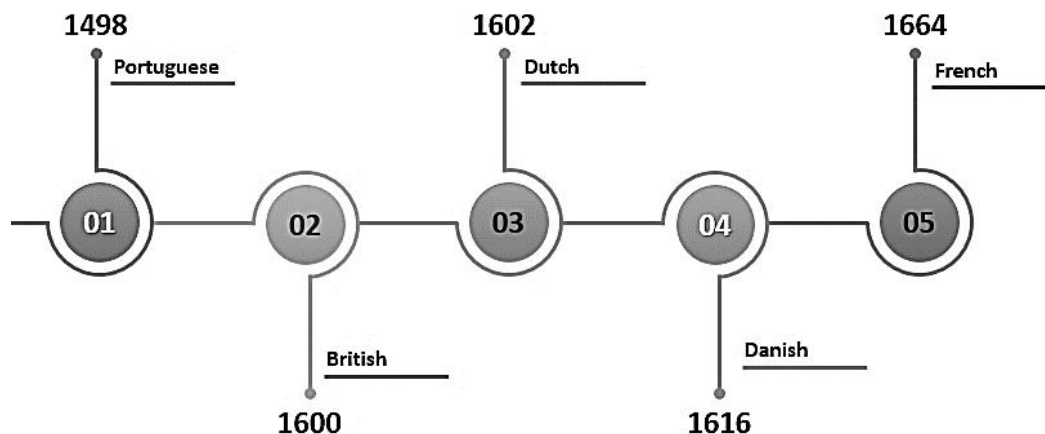 1498
Portuguese
1602
Dutch
1664
French
01
02
03
04
05
British
1600
Danish
1616